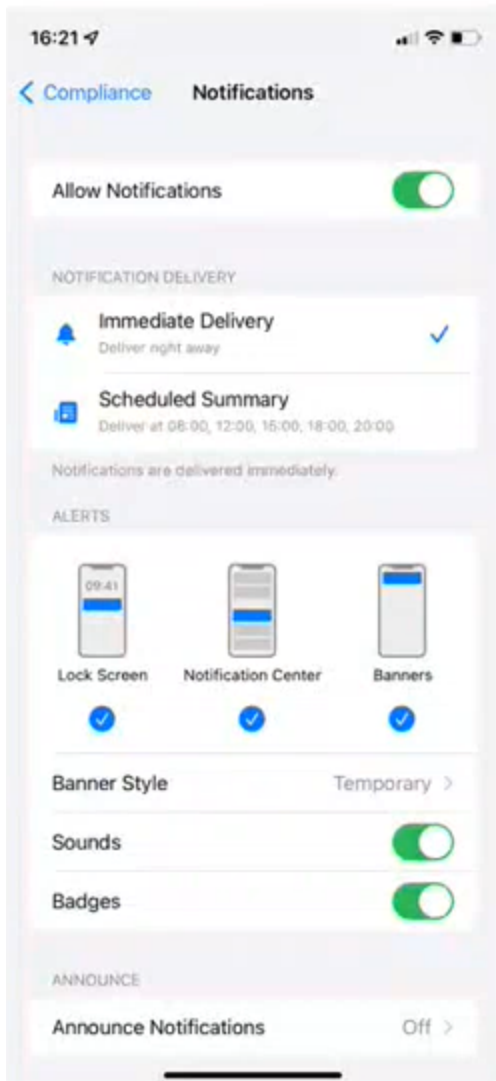 16:21
Compliance Notifications
Allow Notifications
NOTIFICATION DELIVERY
Immediate Delivery
Deliver right away
Scheduled Summary
Deliver at 08:00, 12:00, 15:00, 18:00, 20:00
Notifications are delivered immediately.
ALERTS
09:41
Lock Screen Notification Center Banners
Banner Style Temporary
Sounds
Badges
ANNOUNCE
Announce Notifications Off